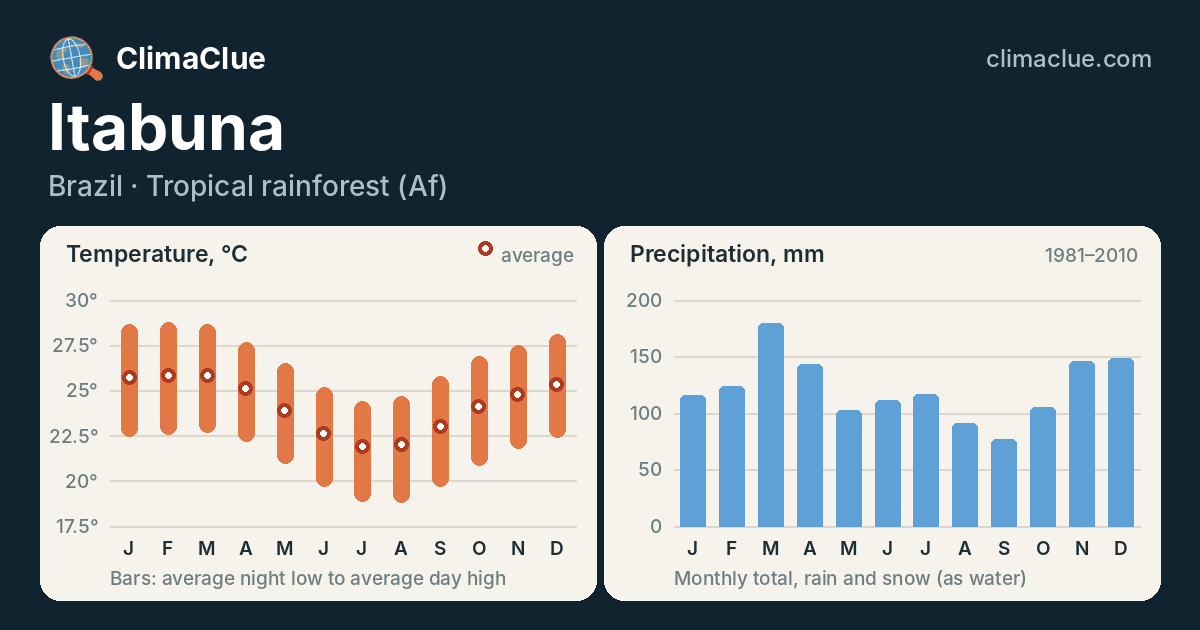 ClimaClue
climaclue.com
Itabuna
Brazil · Tropical rainforest (Af)
Temperature, °C
average
30°
27.5°
25°
22.5°
20°
17.5°
J F M A M J J A S O N D
Bars: average night low to average day high
Precipitation, mm
1981–2010
200
150
100
50
0
J F M A M J J A S O N D
Monthly total, rain and snow (as water)